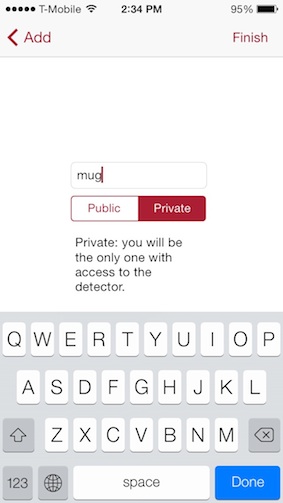 T-Mobile 2:34 PM 95%
Add Finish
mug
Public Private
Private: you will be
the only one with
access to the
detector.
Q W E R T Y U I O P
A S D F G H J K L
Z X C V B N M
123 space Done